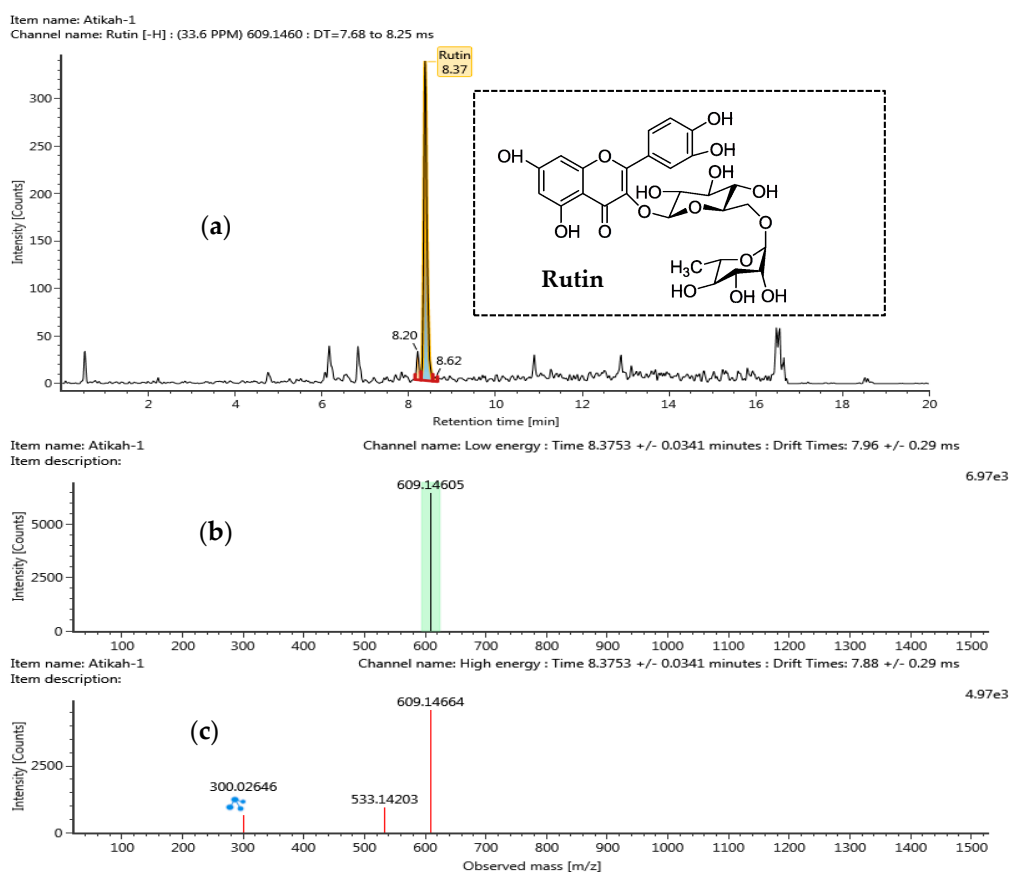 Item name: Atikah-1
Channel name: Rutin [-H] : (33.6 PPM) 609.1460 : DT=7.68 to 8.25 ms
Rutin
8.37
300
250
200
150
100
50
0
Intensity [Counts]
(a)
8.20
8.62
OH
OH
HO
O
OH
HO
OH
O
O
OH
O
O
O
H3C
HO
OH
OH
Rutin
2
4
6
8
10
12
14
16
18
20
Retention time [min]
Item name: Atikah-1
Channel name: Low energy : Time 8.3753 +/- 0.0341 minutes : Drift Times: 7.96 +/- 0.29 ms
Item description:
6.97e3
609.14605
5000
2500
0
Intensity [Counts]
(b)
100 200 300 400 500 600 700 800 900 1000 1100 1200 1300 1400 1500
Item name: Atikah-1
Channel name: High energy : Time 8.3753 +/- 0.0341 minutes : Drift Times: 7.88 +/- 0.29 ms
Item description:
4.97e3
609.14664
(c)
2500
0
Intensity [Counts]
300.02646
533.14203
100 200 300 400 500 600 700 800 900 1000 1100 1200 1300 1400 1500
Observed mass [m/z]